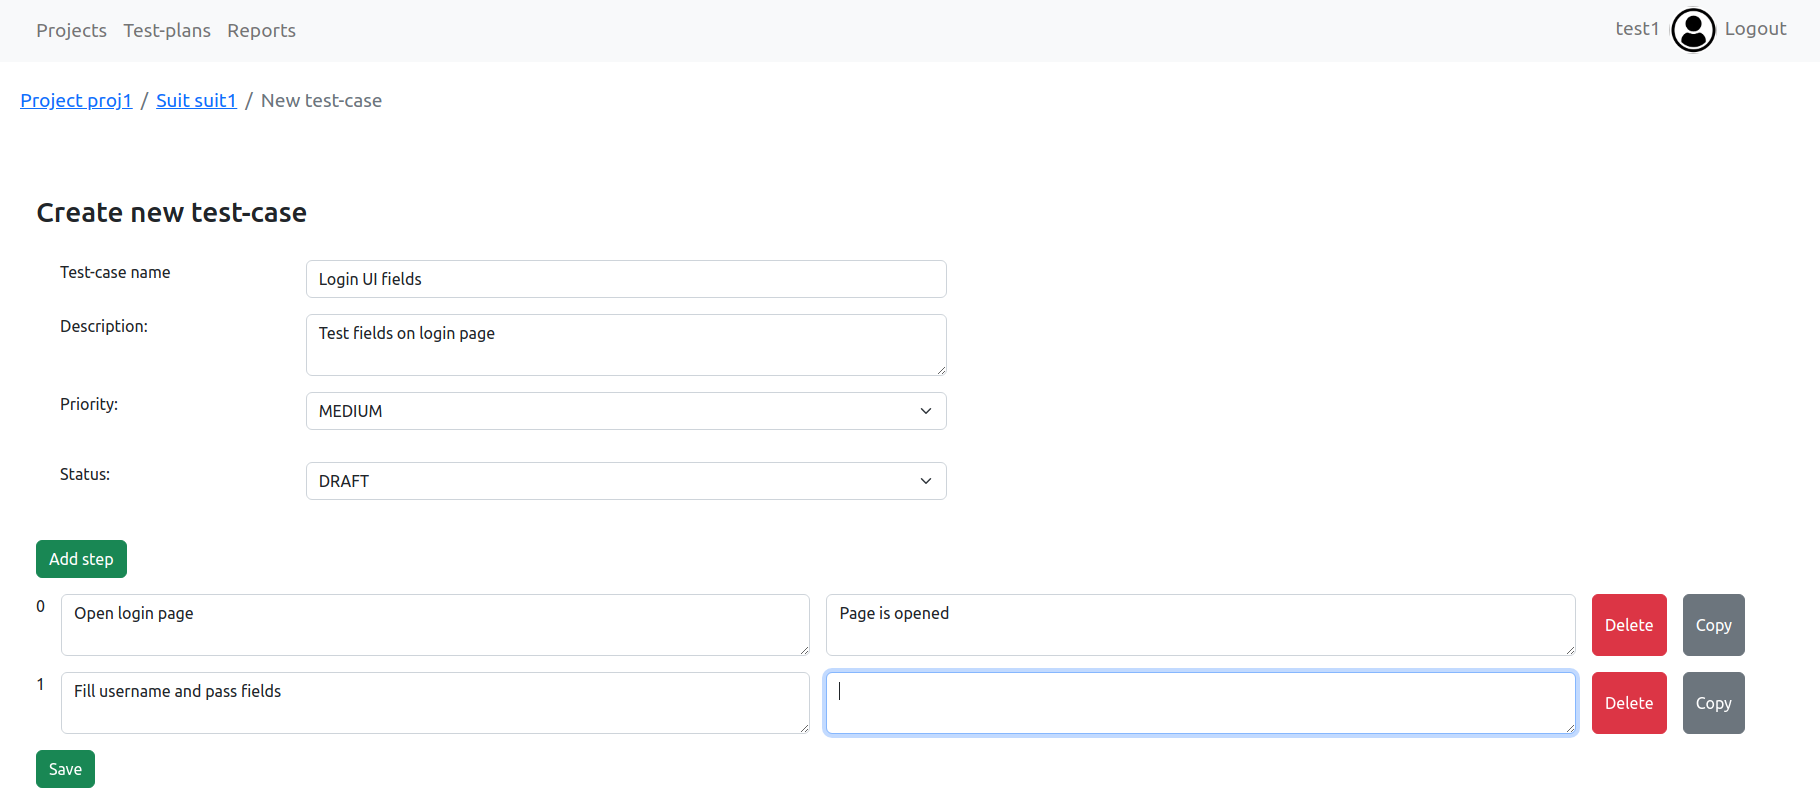 Projects Test-plans Reports test1 Logout
Project proj1 / Suit suit1 / New test-case
Create new test-case
Test-case name Login UI fields
Description: Test fields on login page
Priority: MEDIUM
Status: DRAFT
Add step
0 Open login page Page is opened Delete Copy
1 Fill username and pass fields Delete Copy
Save